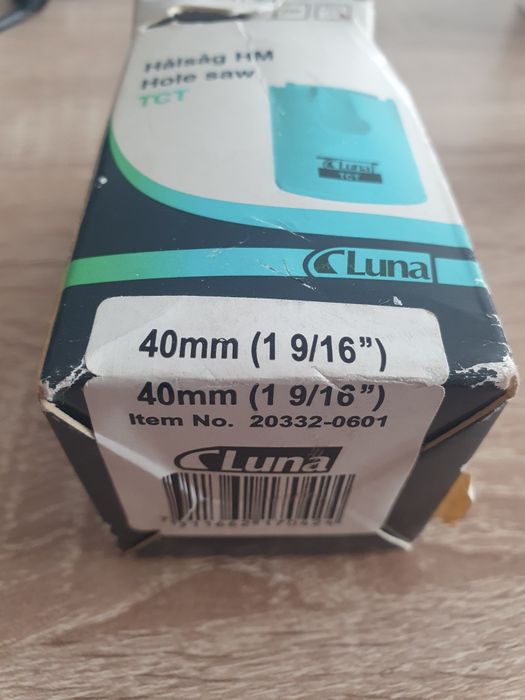 Luna
Hålsåg HM
Hole saw
TCT
Luna
TCT
Luna
40mm (1 9/16”)
40mm (1 9/16”)
Item No. 20332-0601
Luna